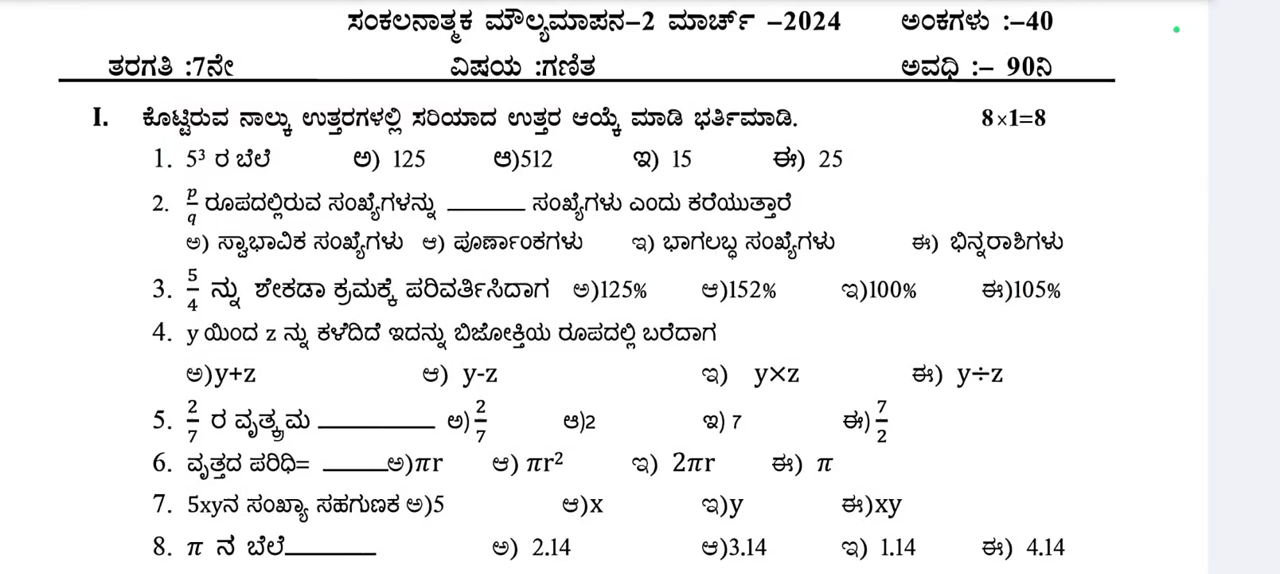 ಸಂಕಲನಾತ್ಮಕ ಮೌಲ್ಯಮಾಪನ–2 ಮಾರ್ಚ್ –2024 ಅಂಕಗಳು :–40
ತರಗತಿ :7ನೇ ವಿಷಯ :ಗಣಿತ ಅವಧಿ :– 90ನಿ
I. ಕೊಟ್ಟಿರುವ ನಾಲ್ಕು ಉತ್ತರಗಳಲ್ಲಿ ಸರಿಯಾದ ಉತ್ತರ ಆಯ್ಕೆ ಮಾಡಿ ಭರ್ತಿಮಾಡಿ. 8×1=8
1. 5³ ರ ಬೆಲೆ ಅ) 125 ಆ)512 ಇ) 15 ಈ) 25
2. p/q ರೂಪದಲ್ಲಿರುವ ಸಂಖ್ಯೆಗಳನ್ನು ______ ಸಂಖ್ಯೆಗಳು ಎಂದು ಕರೆಯುತ್ತಾರೆ
ಅ) ಸ್ವಾಭಾವಿಕ ಸಂಖ್ಯೆಗಳು ಆ) ಪೂರ್ಣಾಂಕಗಳು ಇ) ಭಾಗಲಬ್ಧ ಸಂಖ್ಯೆಗಳು ಈ) ಭಿನ್ನರಾಶಿಗಳು
3. 5/4 ನ್ನು ಶೇಕಡಾ ಕ್ರಮಕ್ಕೆ ಪರಿವರ್ತಿಸಿದಾಗ ಅ)125% ಆ)152% ಇ)100% ಈ)105%
4. y ಯಿಂದ z ನ್ನು ಕಳೆದಿದೆ ಇದನ್ನು ಬಿಜೋಕ್ತಿಯ ರೂಪದಲ್ಲಿ ಬರೆದಾಗ
ಅ)y+z ಆ) y-z ಇ) y×z ಈ) y÷z
5. 2/7 ರ ವೃತ್ಕ್ರಮ _________ ಅ)2/7 ಆ)2 ಇ) 7 ಈ)7/2
6. ವೃತ್ತದ ಪರಿಧಿ= _____ಅ)πr ಆ) πr² ಇ) 2πr ಈ) π
7. 5xyನ ಸಂಖ್ಯಾ ಸಹಗುಣಕ ಅ)5 ಆ)x ಇ)y ಈ)xy
8. π ನ ಬೆಲೆ_______ ಅ) 2.14 ಆ)3.14 ಇ) 1.14 ಈ) 4.14